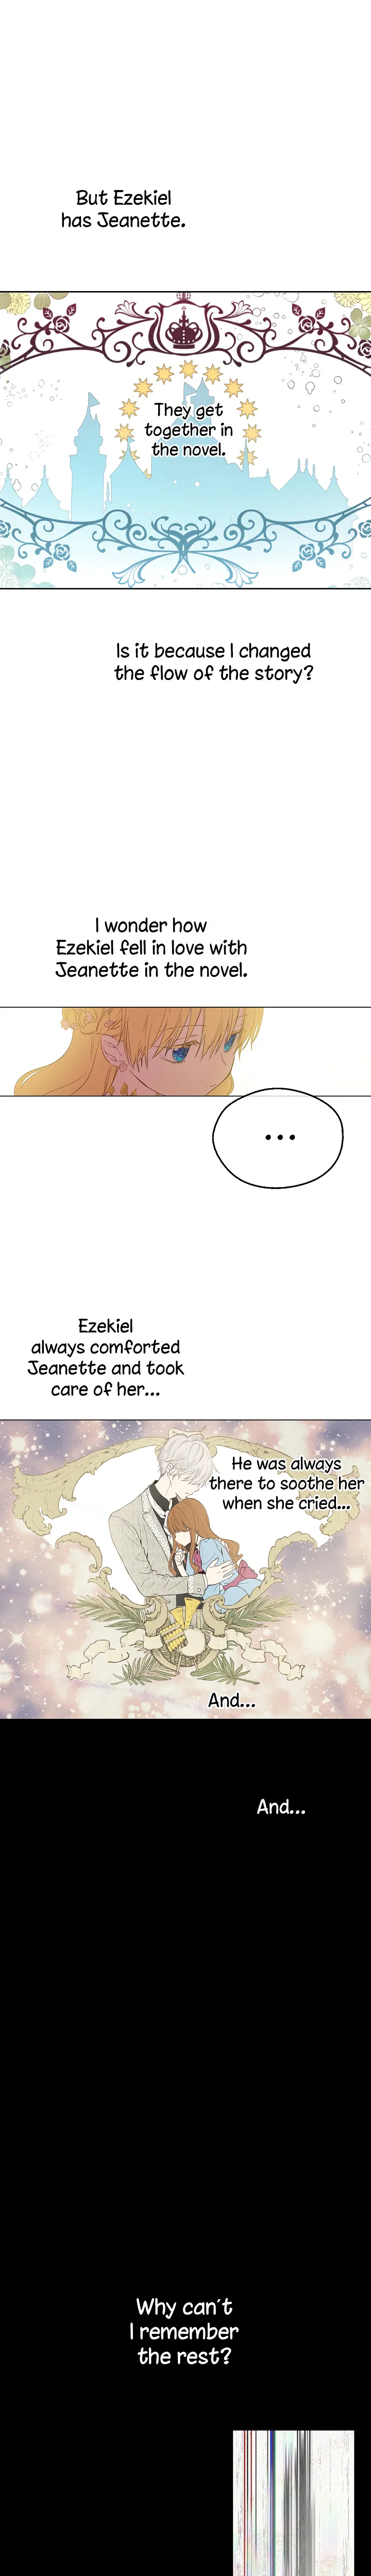 But Ezekiel
has Jeanette.
They get
together in
the novel.
Is it because I changed
the flow of the story?
I wonder how
Ezekiel fell in love with
Jeanette in the novel.
...
Ezekiel
always comforted
Jeanette and took
care of her...
He was always
there to soothe her
when she cried...
And...
And...
Why can't
I remember
the rest?